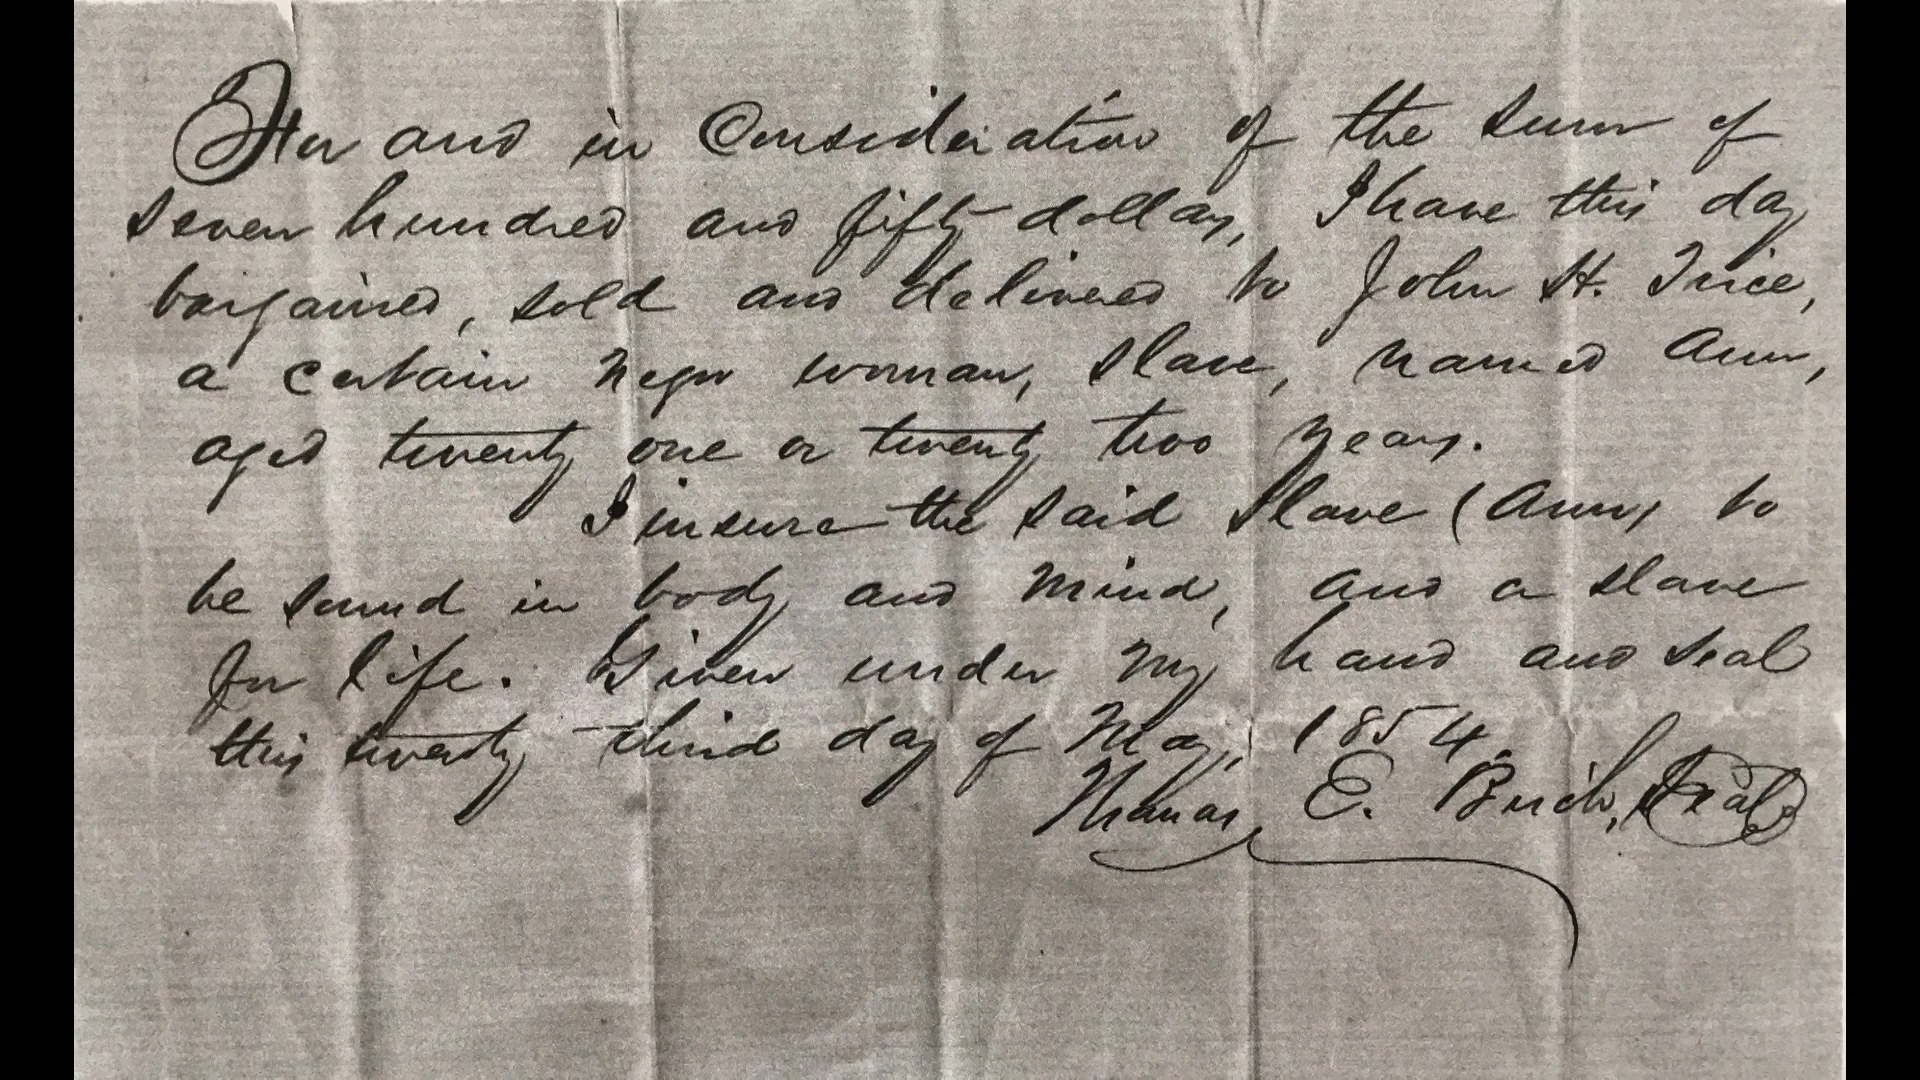 For and in Consideration of the sum of
seven hundred and fifty dollars, I have this day
bargained, sold and delivered to John H. Trice,
a certain Negro woman, slave, named Ann,
aged twenty one or twenty two years.
I insure the said slave (Ann) to
be sound in body and mind, and a slave
for life. Given under my hand and seal
this twenty third day of May, 1854.
Thomas E. Birch, Seal